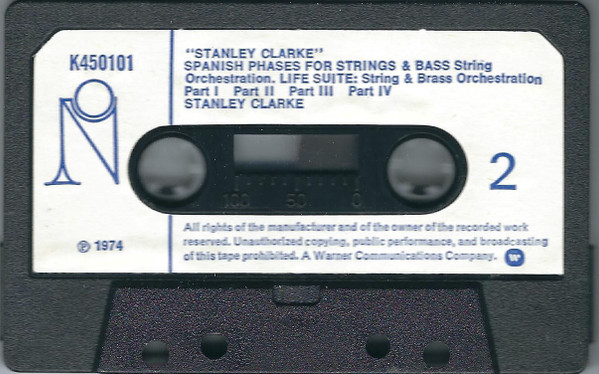 K450101
"STANLEY CLARKE"
SPANISH PHASES FOR STRINGS & BASS String
Orchestration. LIFE SUITE: String & Brass Orchestration
Part I Part II Part III Part IV
STANLEY CLARKE
2
100 50 0
℗ 1974
All rights of the manufacturer and of the owner of the recorded work
reserved. Unauthorized copying, public performance, and broadcasting
of this tape prohibited. A Warner Communications Company.